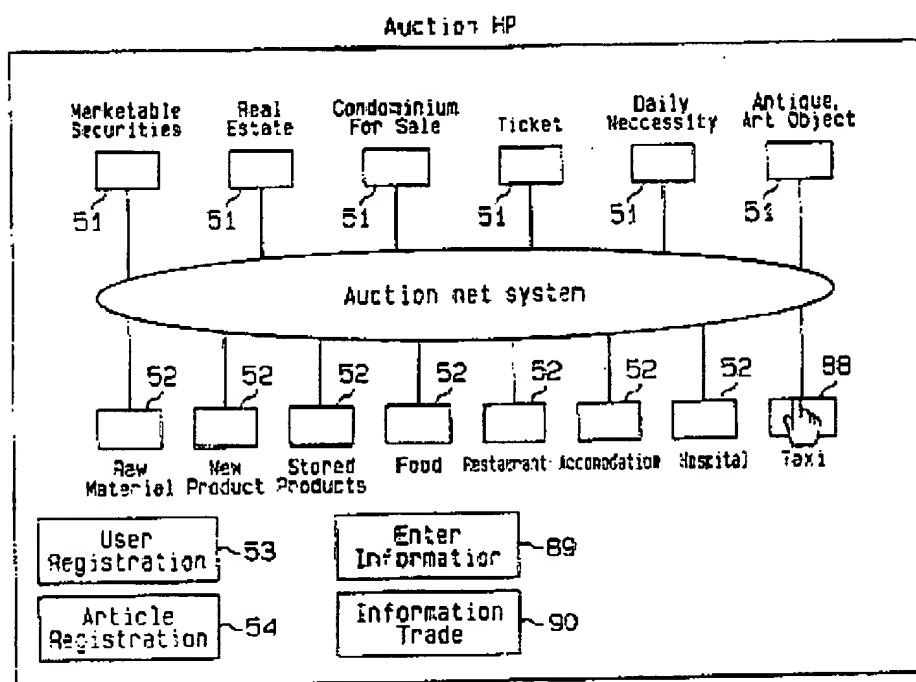 Auction HP
Marketable Securities
Real Estate
Condominium For Sale
Ticket
Daily Neccessity
Antique, Art Object
51 51 51 51 51 51
Auction net system
52 52 52 52 52 52 52 88
Raw Material
New Product
Stored Products
Food
Restaurant
Accomodation
Hospital
Taxi
User Registration
53
Enter Information
89
Article Registration
54
Information Trade
90